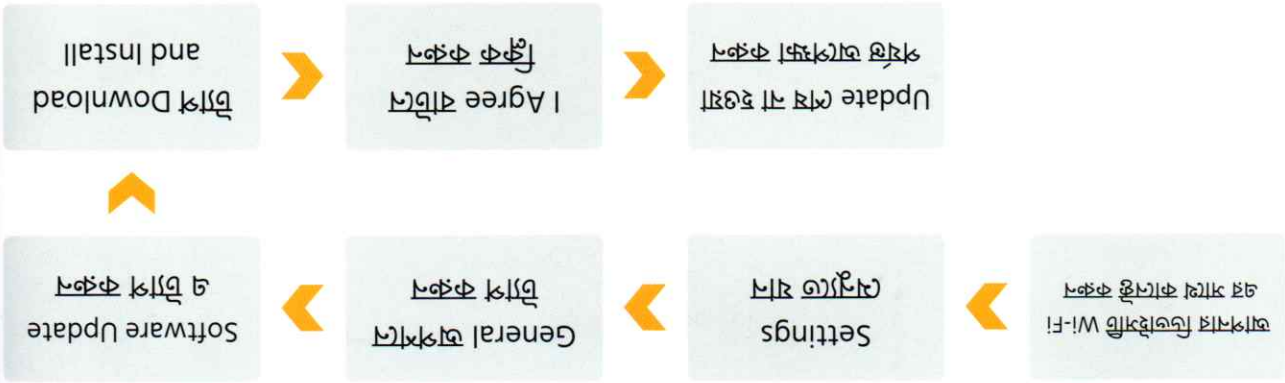 আপনার ডিভাইসটি Wi-Fi
এর সাথে কানেক্ট করুন
Settings
মেন্যুতে যান
General অপশনে
ট্যাপ করুন
Software Update
এ ট্যাপ করুন
ট্যাপ Download
and Install
I Agree বাটনে
ক্লিক করুন
Update শেষ না হওয়া
পর্যন্ত অপেক্ষা করুন